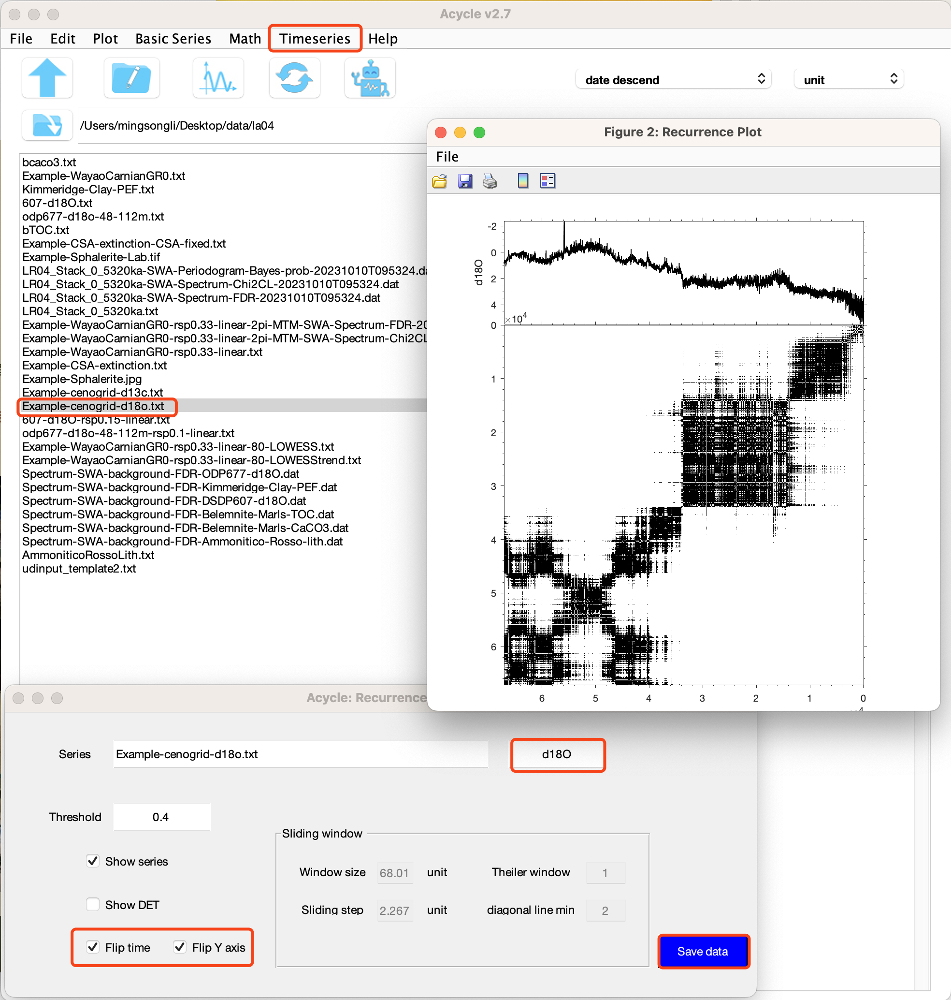 Acycle v2.7
File Edit Plot Basic Series Math Timeseries Help
date descend unit
/Users/mingsongli/Desktop/data/la04
bcaco3.txt
Example-WayaoCarnianGR0.txt
Kimmeridge-Clay-PEF.txt
607-d18O.txt
odp677-d18o-48-112m.txt
bTOC.txt
Example-CSA-extinction-CSA-fixed.txt
Example-Sphalerite-Lab.tif
LR04_Stack_0_5320ka-SWA-Periodogram-Bayes-prob-20231010T095324.da
LR04_Stack_0_5320ka-SWA-Spectrum-Chi2CL-20231010T095324.dat
LR04_Stack_0_5320ka-SWA-Spectrum-FDR-20231010T095324.dat
LR04_Stack_0_5320ka.txt
Example-WayaoCarnianGR0-rsp0.33-linear-2pi-MTM-SWA-Spectrum-FDR-20
Example-WayaoCarnianGR0-rsp0.33-linear-2pi-MTM-SWA-Spectrum-Chi2CL
Example-WayaoCarnianGR0-rsp0.33-linear.txt
Example-CSA-extinction.txt
Example-Sphalerite.jpg
Example-cenogrid-d13c.txt
Example-cenogrid-d18o.txt
607-d18O-rsp0.15-linear.txt
odp677-d18o-48-112m-rsp0.1-linear.txt
Example-WayaoCarnianGR0-rsp0.33-linear-80-LOWESS.txt
Example-WayaoCarnianGR0-rsp0.33-linear-80-LOWESStrend.txt
Spectrum-SWA-background-FDR-ODP677-d18O.dat
Spectrum-SWA-background-FDR-Kimmeridge-Clay-PEF.dat
Spectrum-SWA-background-FDR-DSDP607-d18O.dat
Spectrum-SWA-background-FDR-Belemnite-Marls-TOC.dat
Spectrum-SWA-background-FDR-Belemnite-Marls-CaCO3.dat
Spectrum-SWA-background-FDR-Ammonitico-Rosso-lith.dat
AmmoniticoRossoLith.txt
udinput_template2.txt
Figure 2: Recurrence Plot
File
d18O
-2
0
2
4
×10^4
0
1
2
3
4
5
6
6 5 4 3 2 1 0
Acycle: Recurrence
Series Example-cenogrid-d18o.txt d18O
Threshold 0.4
Show series
Show DET
Flip time Flip Y axis
Sliding window
Window size 68.01 unit Theiler window 1
Sliding step 2.267 unit diagonal line min 2
Save data